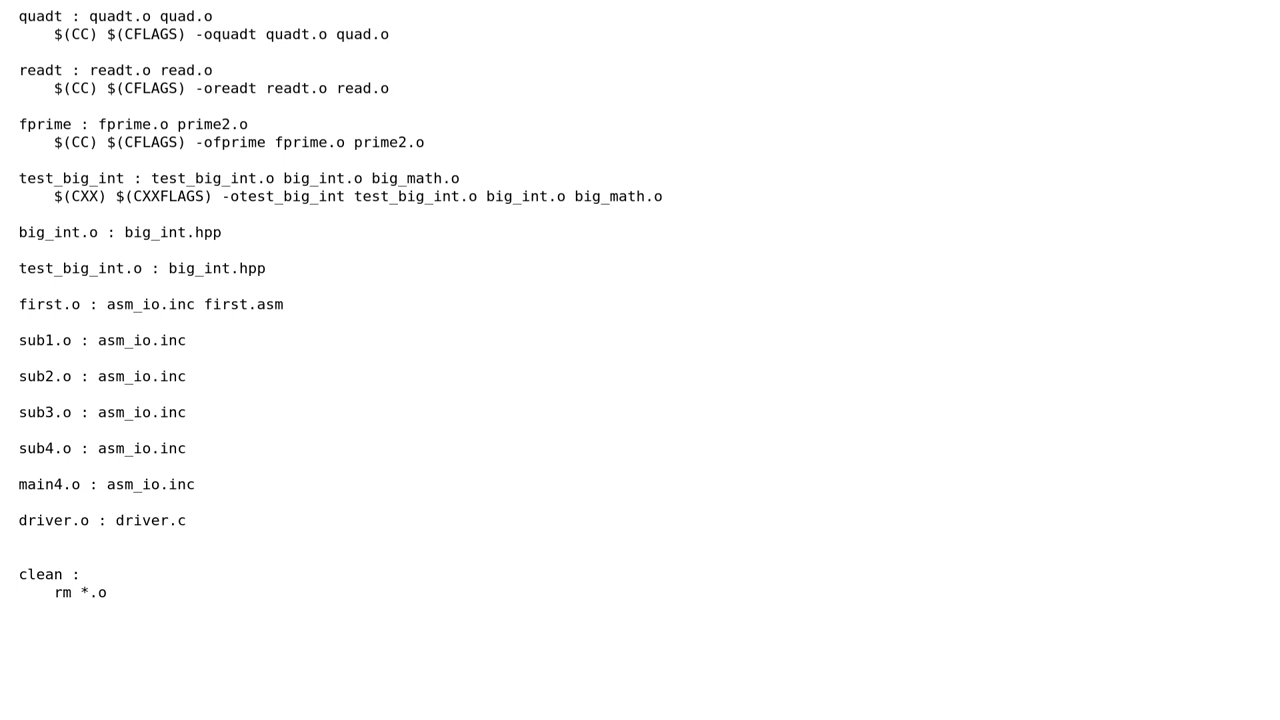 quadt : quadt.o quad.o
    $(CC) $(CFLAGS) -oquadt quadt.o quad.o

readt : readt.o read.o
    $(CC) $(CFLAGS) -oreadt readt.o read.o

fprime : fprime.o prime2.o
    $(CC) $(CFLAGS) -ofprime fprime.o prime2.o

test_big_int : test_big_int.o big_int.o big_math.o
    $(CXX) $(CXXFLAGS) -otest_big_int test_big_int.o big_int.o big_math.o

big_int.o : big_int.hpp

test_big_int.o : big_int.hpp

first.o : asm_io.inc first.asm

sub1.o : asm_io.inc

sub2.o : asm_io.inc

sub3.o : asm_io.inc

sub4.o : asm_io.inc

main4.o : asm_io.inc

driver.o : driver.c


clean :
    rm *.o